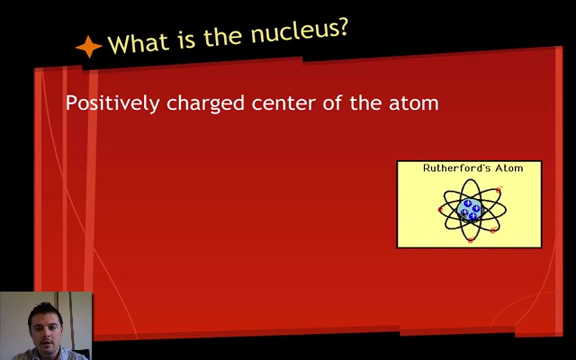 What is the nucleus?
Positively charged center of the atom
Rutherford's Atom